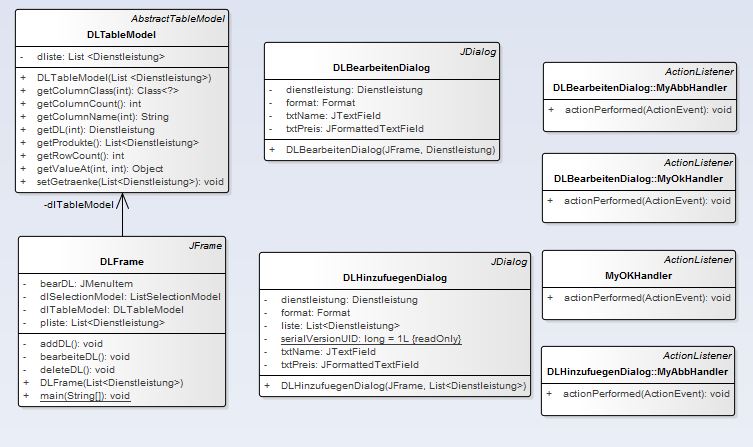 AbstractTableModel
DLTableModel
- dliste: List <Dienstleistung>
+ DLTableModel(List <Dienstleistung>)
+ getColumnClass(int): Class<?>
+ getColumnCount(): int
+ getColumnName(int): String
+ getDL(int): Dienstleistung
+ getProdukte(): List<Dienstleistung>
+ getRowCount(): int
+ getValueAt(int, int): Object
+ setGetraenke(List<Dienstleistung>): void
-dlTableModel
JFrame
DLFrame
- bearDL: JMenuItem
- dlSelectionModel: ListSelectionModel
- dlTableModel: DLTableModel
- pliste: List<Dienstleistung>
+ addDL(): void
+ bearbeiteDL(): void
+ deleteDL(): void
+ DLFrame(List<Dienstleistung>)
+ main(String[]): void
JDialog
DLBearbeitenDialog
- dienstleistung: Dienstleistung
- format: Format
- txtName: JTextField
- txtPreis: JFormattedTextField
+ DLBearbeitenDialog(JFrame, Dienstleistung)
JDialog
DLHinzufuegenDialog
- dienstleistung: Dienstleistung
- format: Format
- liste: List<Dienstleistung>
- serialVersionUID: long = 1L {readOnly}
- txtName: JTextField
- txtPreis: JFormattedTextField
+ DLHinzufuegenDialog(JFrame, List<Dienstleistung>)
ActionListener
DLBearbeitenDialog::MyAbbHandler
+ actionPerformed(ActionEvent): void
ActionListener
DLBearbeitenDialog::MyOkHandler
+ actionPerformed(ActionEvent): void
ActionListener
MyOKHandler
+ actionPerformed(ActionEvent): void
ActionListener
DLHinzufuegenDialog::MyAbbHandler
+ actionPerformed(ActionEvent): void